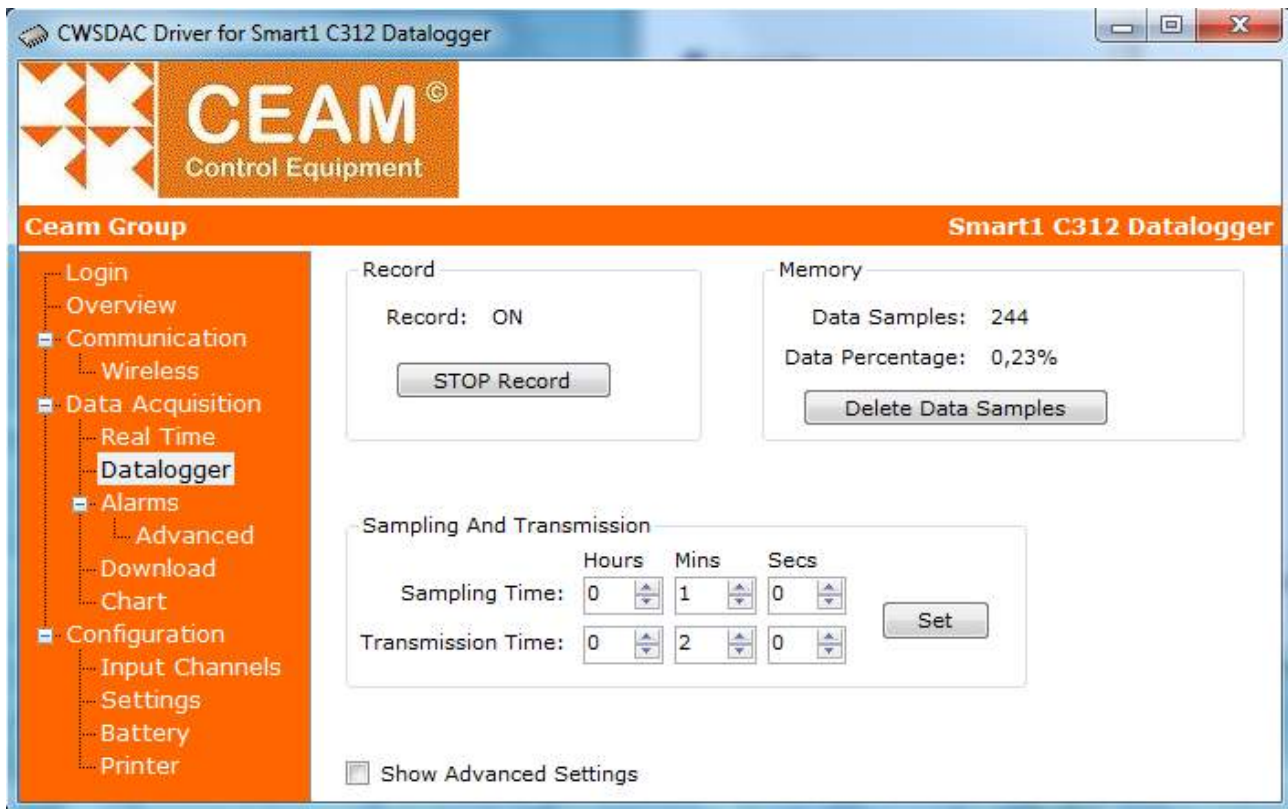 CWSDAC Driver for Smart1 C312 Datalogger
CEAM©
Control Equipment
Ceam Group
Smart1 C312 Datalogger
Login
Overview
Communication
Wireless
Data Acquisition
Real Time
Datalogger
Alarms
Advanced
Download
Chart
Configuration
Input Channels
Settings
Battery
Printer
Record
Record: ON
STOP Record
Memory
Data Samples: 244
Data Percentage: 0,23%
Delete Data Samples
Sampling And Transmission
Hours Mins Secs
Sampling Time: 0 1 0
Transmission Time: 0 2 0
Set
Show Advanced Settings